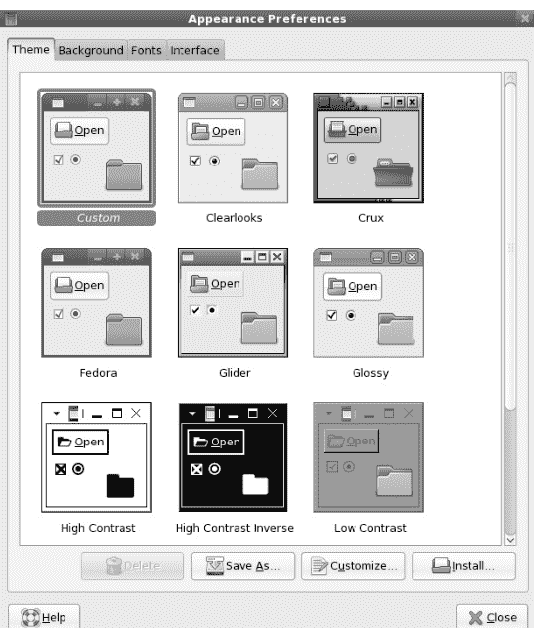 Appearance Preferences
Theme Background Fonts Interface
Open Open Open
Custom Clearlooks Crux
Open Open Open
Fedora Glider Glossy
Open Open Open
High Contrast High Contrast Inverse Low Contrast
Delete Save As... Customize... Install...
Help Close